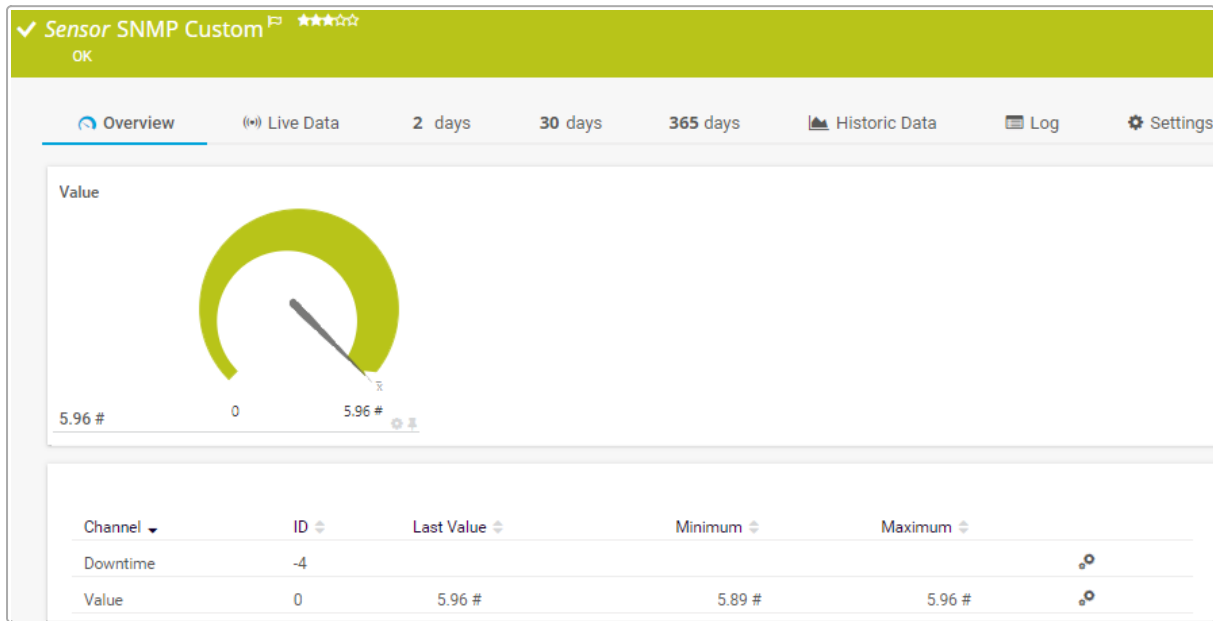 Sensor SNMP Custom
OK
Overview Live Data 2 days 30 days 365 days Historic Data Log Settings
Value
x̄
0 5.96 #
5.96 #
Channel ID Last Value Minimum Maximum
Downtime -4
Value 0 5.96 # 5.89 # 5.96 #